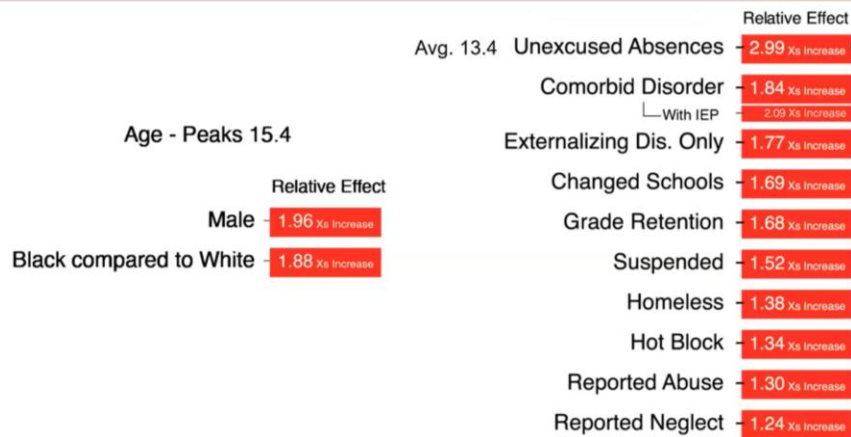 Relative Effect
Avg. 13.4 Unexcused Absences 2.99 Xs Increase
Comorbid Disorder 1.84 Xs Increase
With IEP 2.09 Xs Increase
Age - Peaks 15.4
Externalizing Dis. Only 1.77 Xs Increase
Changed Schools 1.69 Xs Increase
Relative Effect
Male 1.96 Xs Increase
Grade Retention 1.68 Xs Increase
Black compared to White 1.88 Xs Increase
Suspended 1.52 Xs Increase
Homeless 1.38 Xs Increase
Hot Block 1.34 Xs Increase
Reported Abuse 1.30 Xs Increase
Reported Neglect 1.24 Xs Increase